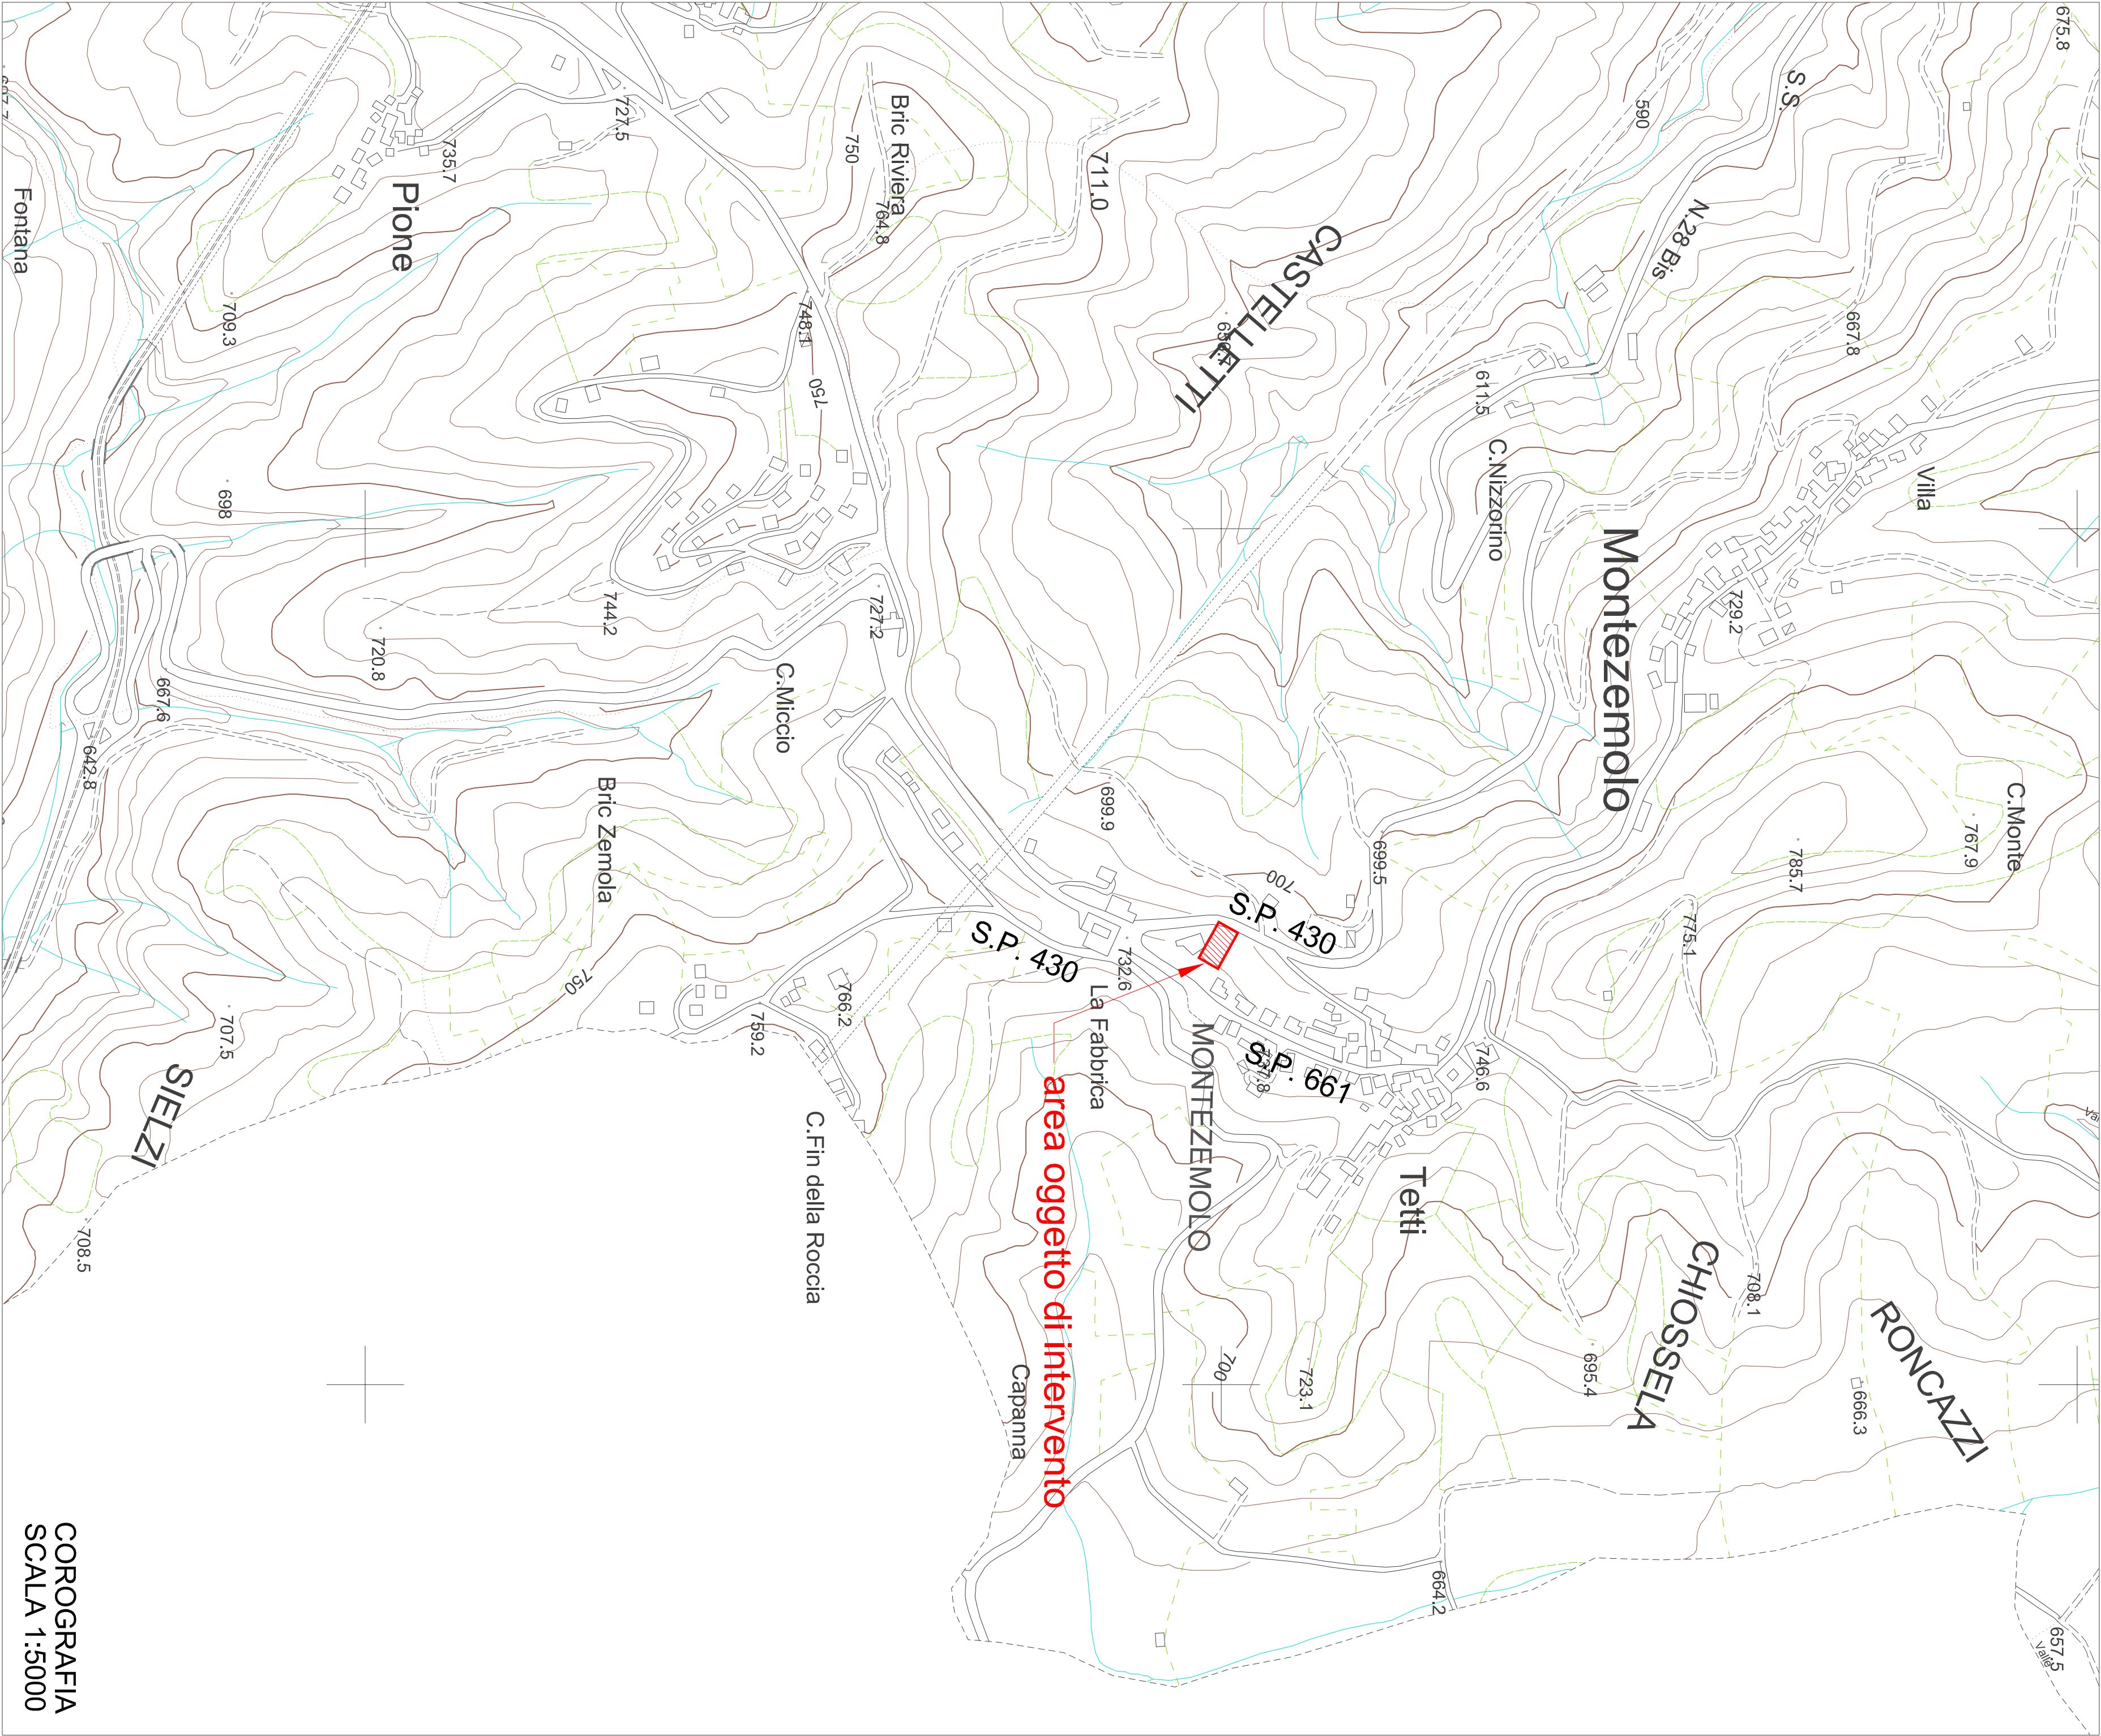 675.8
C.Monte
767.9
RONCAZZI
657.5
Villa
667.8
666.3
S.S.
N.28 Bis
785.7
729.2
708.1
775.1
CHIOSSELA
590
Montezemolo
695.4
C.Nizzorino
611.5
746.6
664.2
Tetti
699.5
CASTELLETTI
700
S.P. 430
723.1
S.P. 661
700
MONTEZEMOLO
732.6
711.0
699.9
La Fabbrica
area oggetto di intervento
S.P. 430
Capanna
Bric Riviera
764.8
727.2
750
766.2
750
C.Fin della Roccia
748.1
C.Miccio
759.2
727.5
744.2
Bric Zemola
750
735.7
Pione
720.8
709.3
698
707.5
SIELZI
667.6
642.8
708.5
Fontana
COROGRAFIA
SCALA 1:5000